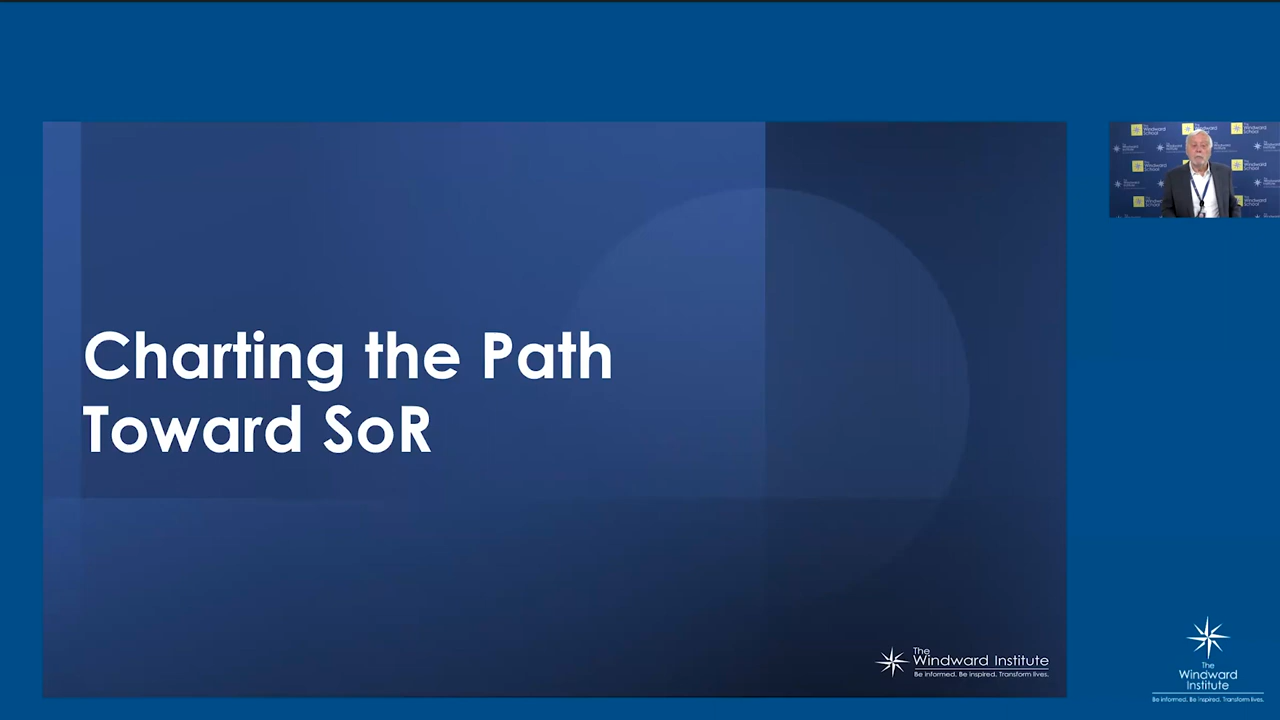 Charting the Path
Toward SoR
The
Windward Institute
Be informed. Be inspired. Transform lives.
The
Windward
Institute
Be informed. Be inspired. Transform lives.